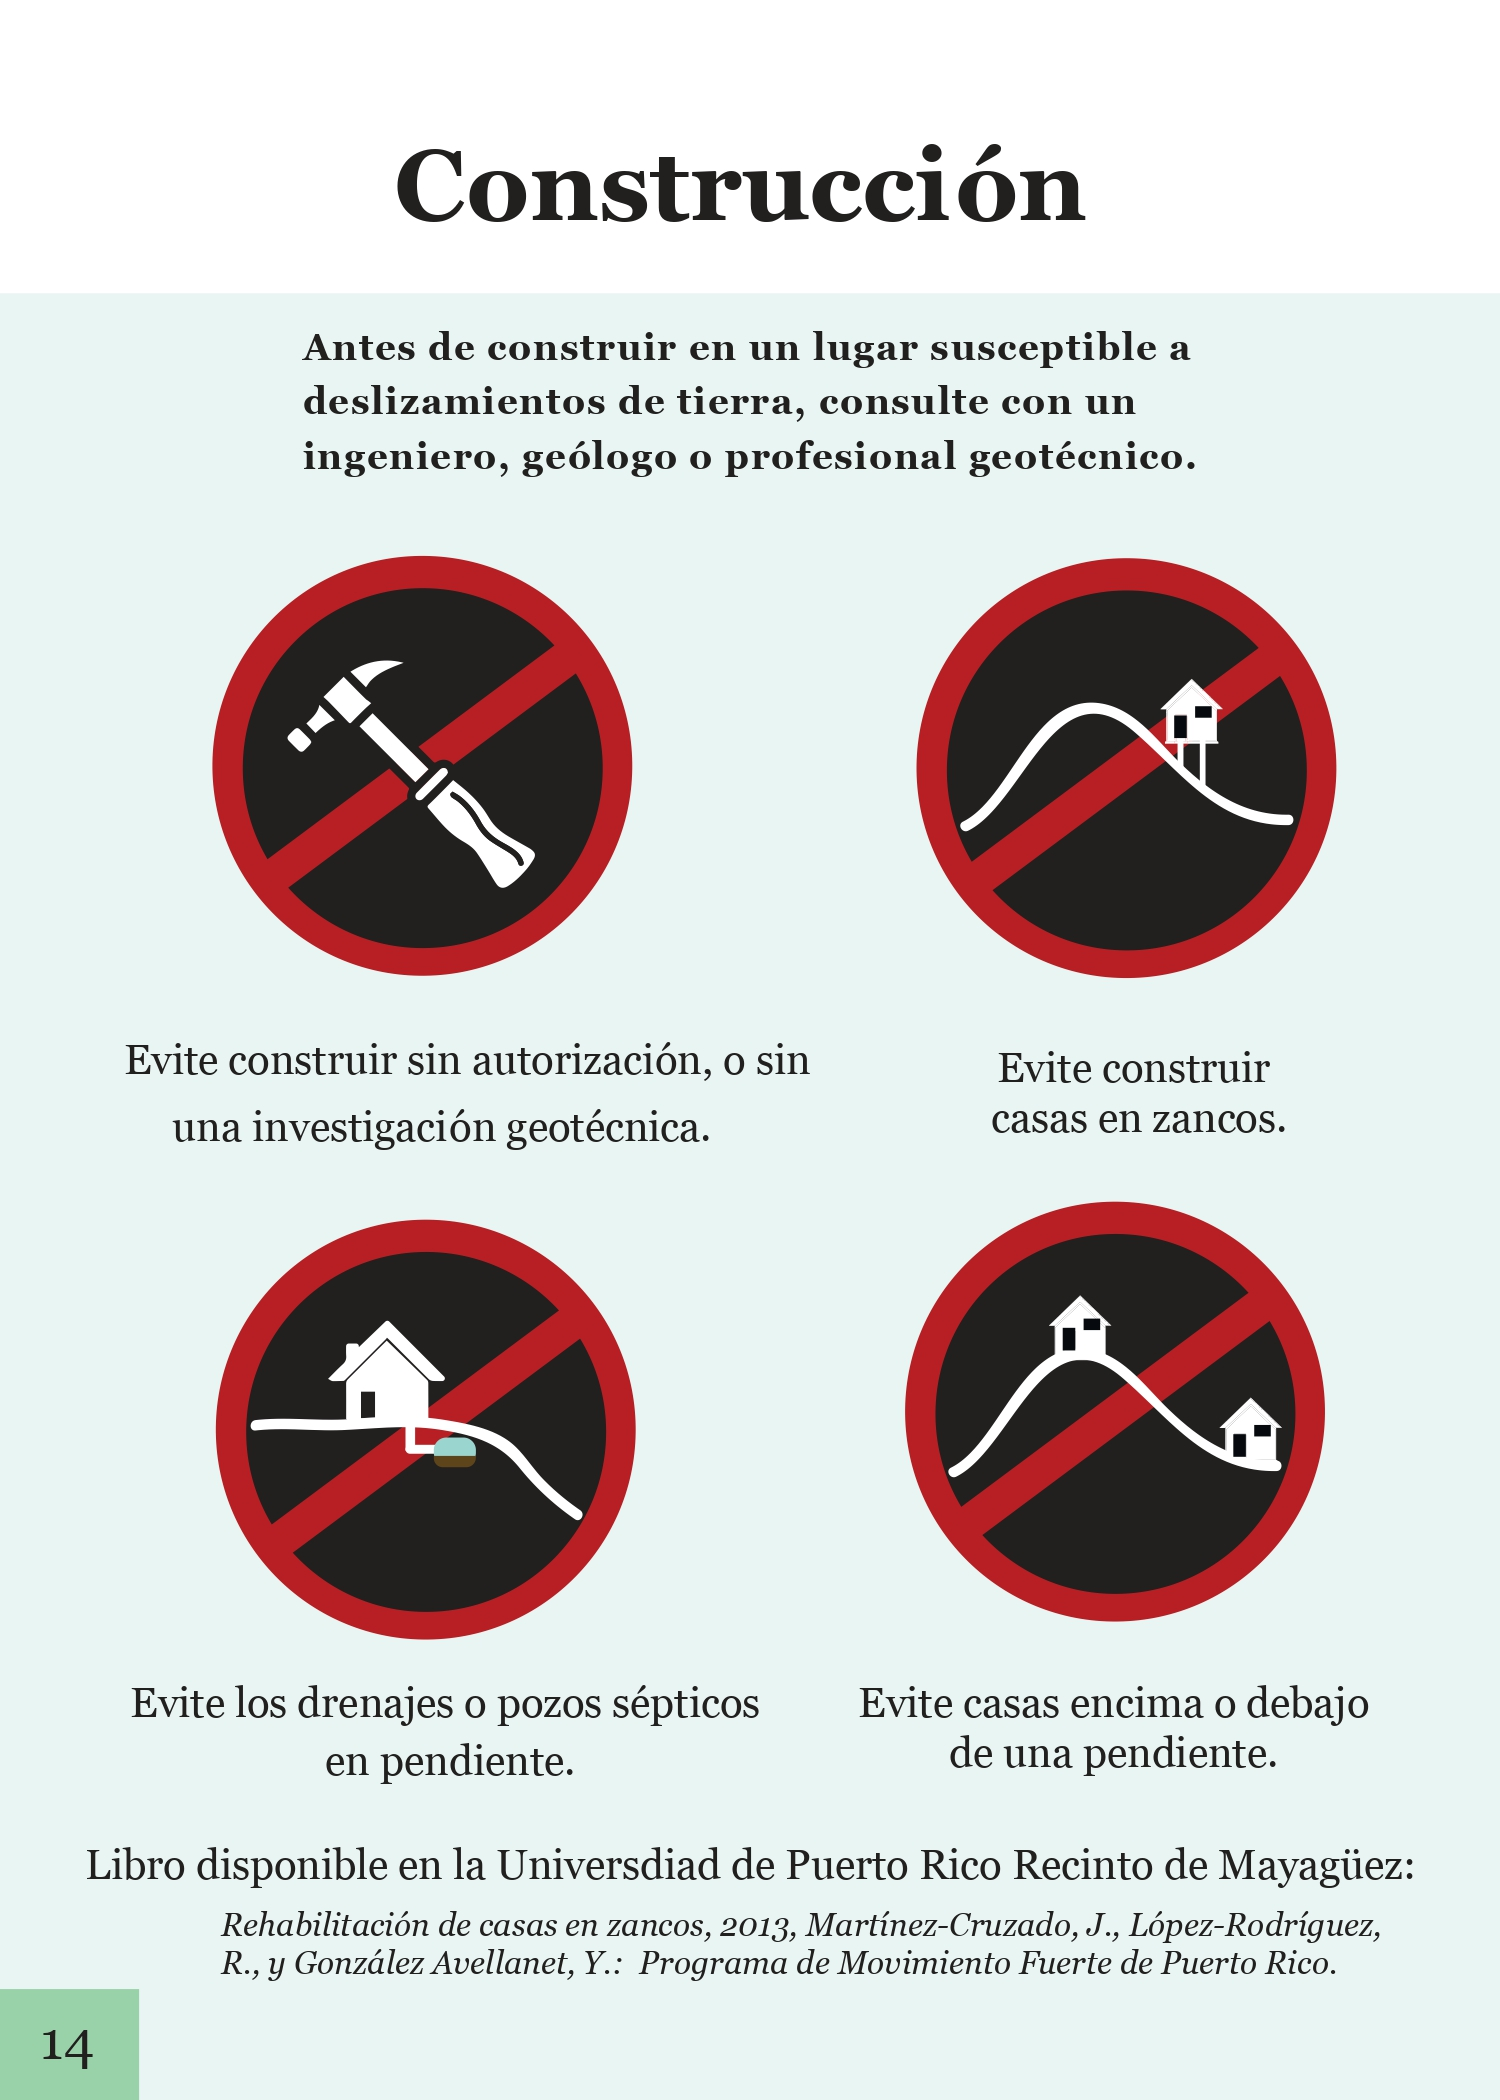 Construcción
Antes de construir en un lugar susceptible a
deslizamientos de tierra, consulte con un
ingeniero, geólogo o profesional geotécnico.
Evite construir sin autorización, o sin
una investigación geotécnica.
Evite construir
casas en zancos.
Evite los drenajes o pozos sépticos
en pendiente.
Evite casas encima o debajo
de una pendiente.
Libro disponible en la Universdiad de Puerto Rico Recinto de Mayagüez:
Rehabilitación de casas en zancos, 2013, Martínez-Cruzado, J., López-Rodríguez,
R., y González Avellanet, Y.: Programa de Movimiento Fuerte de Puerto Rico.
14